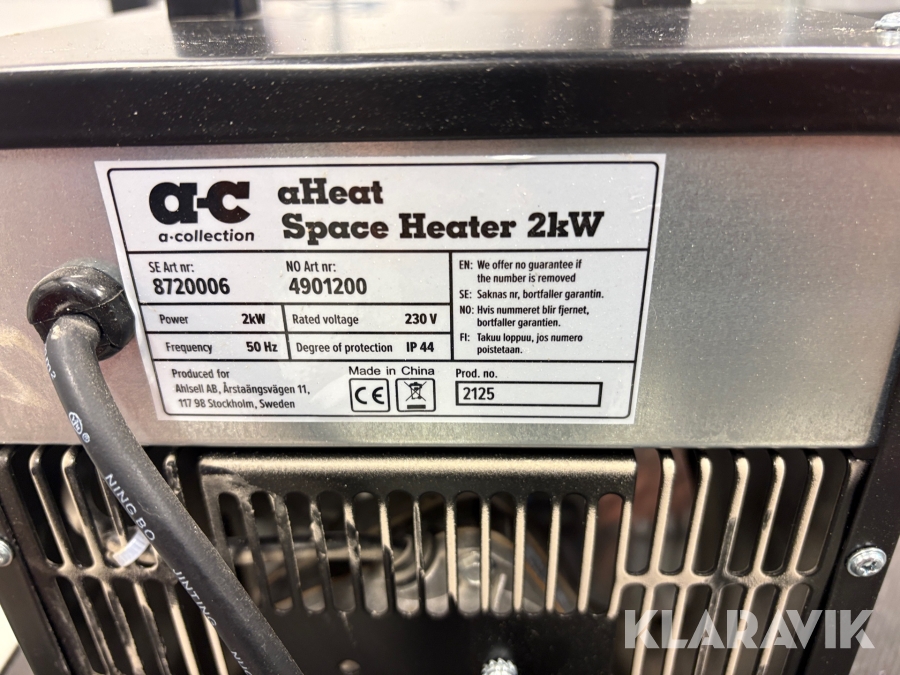 a-c
a·collection
aHeat
Space Heater 2kW
SE Art nr:
8720006
NO Art nr:
4901200
Power 2kW
Rated voltage 230 V
Frequency 50 Hz
Degree of protection IP 44
EN: We offer no guarantee if
the number is removed
SE: Saknas nr, bortfaller garantin.
NO: Hvis nummeret blir fjernet,
bortfaller garantien.
FI: Takuu loppuu, jos numero
poistetaan.
Produced for
Ahlsell AB, Årstaängsvägen 11,
117 98 Stockholm, Sweden
Made in China
CE
Prod. no.
2125
NINGBO JINTING
KLARAVIK